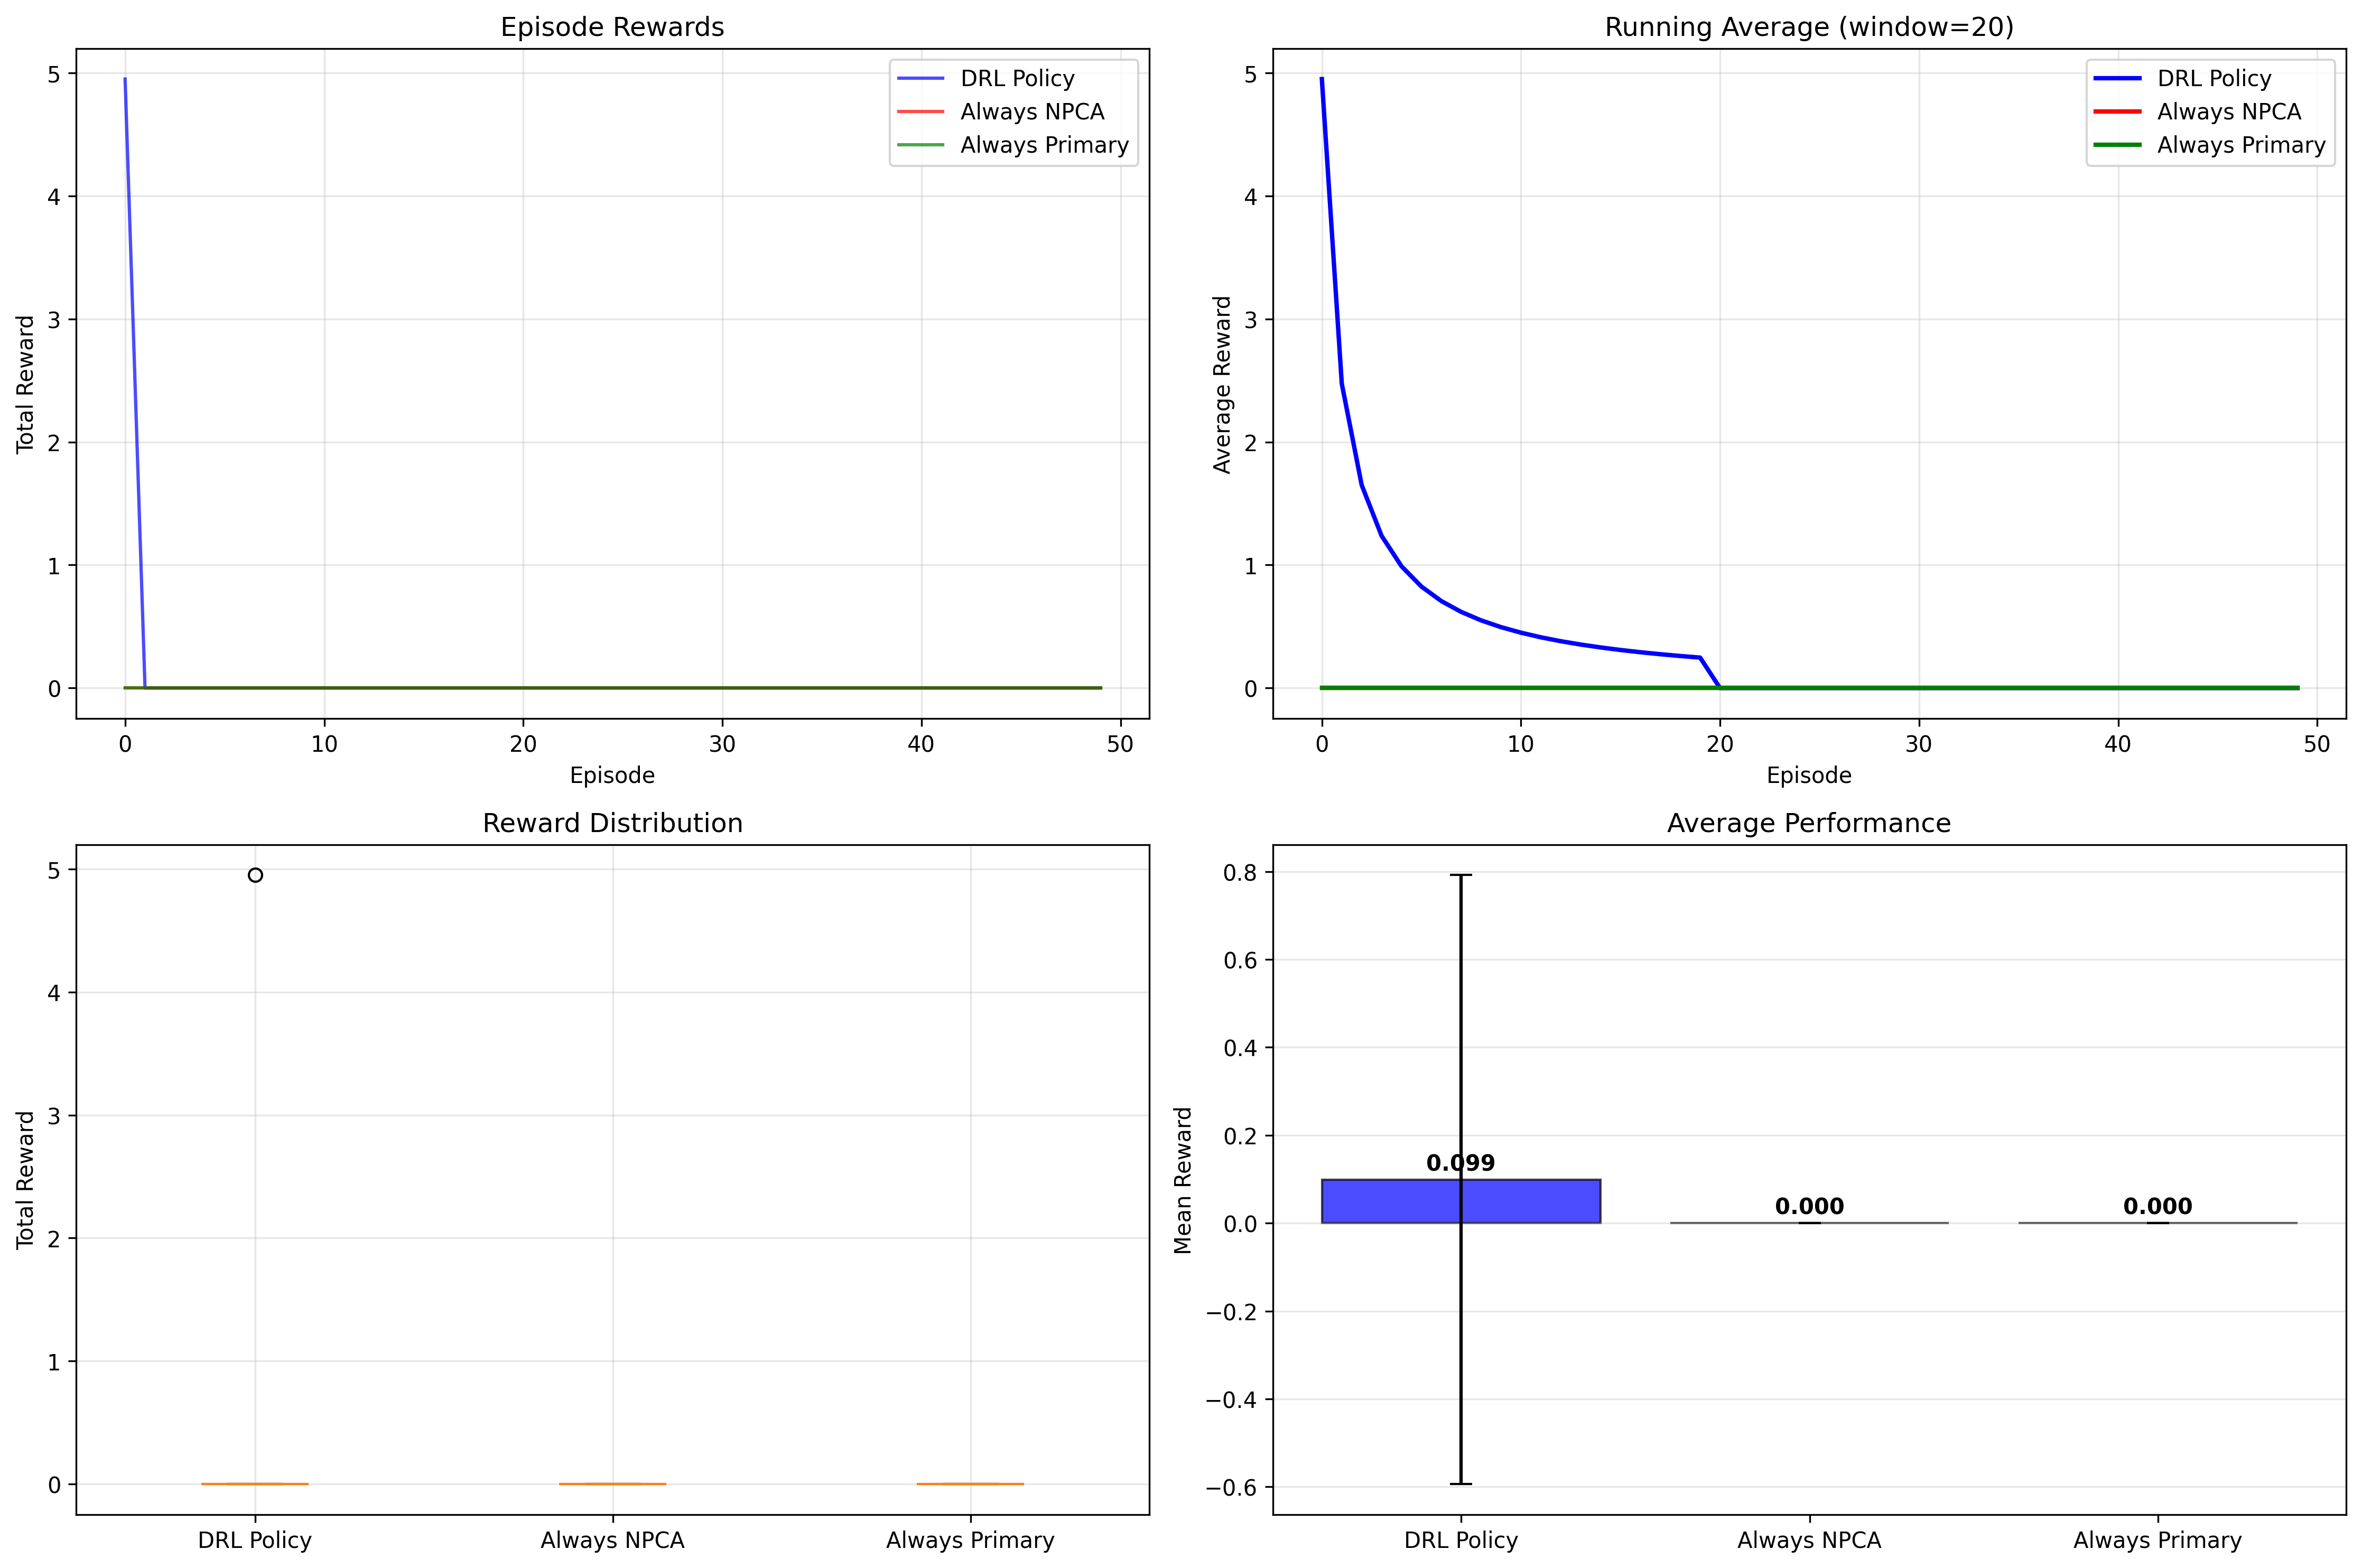 Episode Rewards
Total Reward
5
4
3
2
1
0
DRL Policy
Always NPCA
Always Primary
0 10 20 30 40 50
Episode
Running Average (window=20)
Average Reward
5
4
3
2
1
0
DRL Policy
Always NPCA
Always Primary
0 10 20 30 40 50
Episode
Reward Distribution
Total Reward
5
4
3
2
1
0
DRL Policy Always NPCA Always Primary
Average Performance
Mean Reward
0.8
0.6
0.4
0.2
0.0
−0.2
−0.4
−0.6
0.099
0.000
0.000
DRL Policy Always NPCA Always Primary